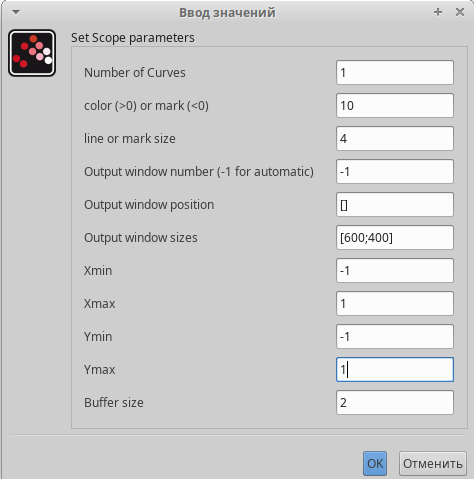 Ввод значений
Set Scope parameters
Number of Curves 1
color (>0) or mark (<0) 10
line or mark size 4
Output window number (-1 for automatic) -1
Output window position []
Output window sizes [600;400]
Xmin -1
Xmax 1
Ymin -1
Ymax 1
Buffer size 2
OK Отменить